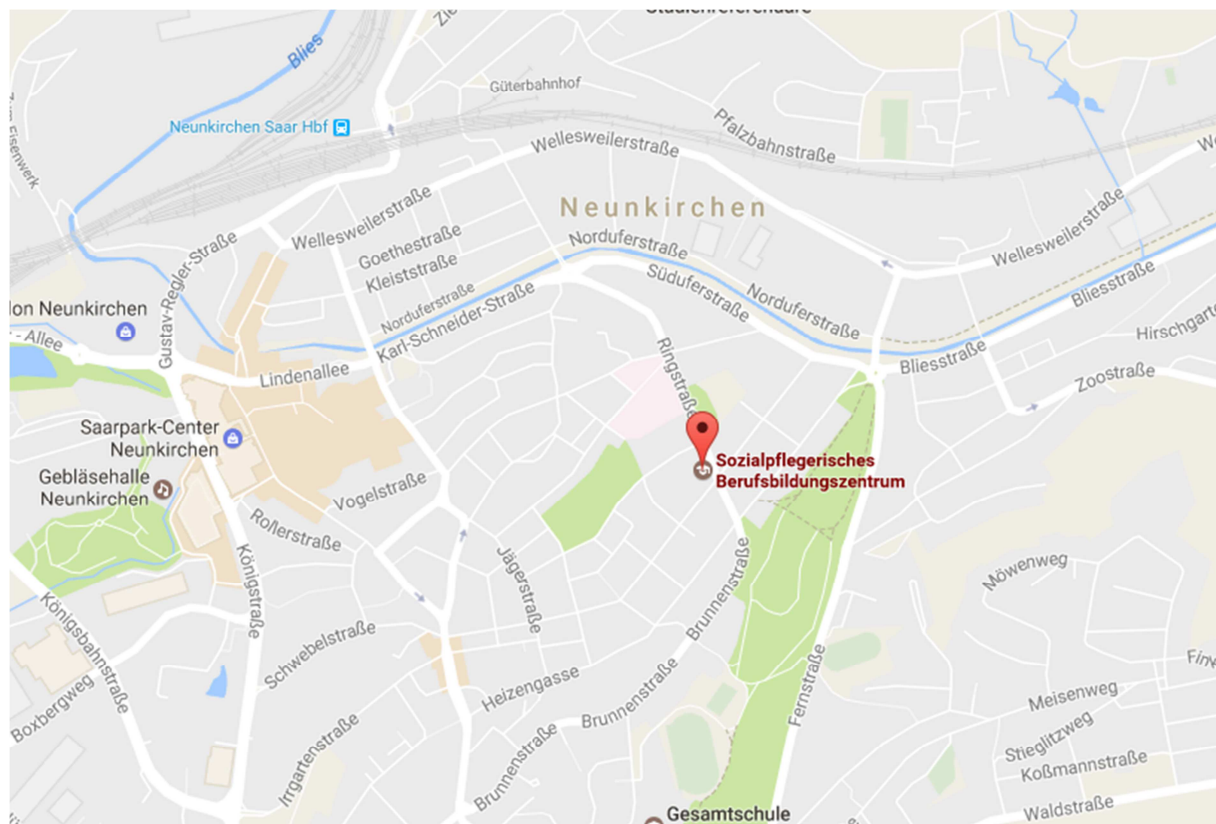 Studienreferendare
Blies
Güterbahnhof
Neunkirchen Saar Hbf
Pfalzbahnstraße
Wellesweilerstraße
Neunkirchen
Wellesweilerstraße
Goethestraße
Kleiststraße
Norduferstraße
Süduferstraße
Norduferstraße
Wellesweilerstraße
Bliesstraße
Gustav-Regler-Straße
Norduferstraße
Karl-Schneider-Straße
Neunkirchen
Allee
Lindenallee
Ringstraße
Bliesstraße
Zoostraße
Saarpark-Center
Neunkirchen
Gebläsehalle
Neunkirchen
Sozialpflegerisches
Berufsbildungszentrum
Vogelstraße
Roßlerstraße
Königstraße
Jägerstraße
Brunnenstraße
Möwenweg
Königsbahnstraße
Schwebelstraße
Boxbergweg
Heizengasse
Brunnenstraße
Fernstraße
Meisenweg
Stieglitzweg
Koßmannstraße
Irrgartenstraße
Brunnenstraße
Gesamtschule
Waldstraße